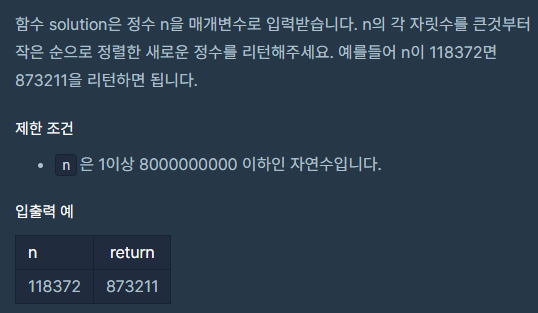 함수 solution은 정수 n을 매개변수로 입력받습니다. n의 각 자릿수를 큰것부터
작은 순으로 정렬한 새로운 정수를 리턴해주세요. 예를들어 n이 118372면
873211을 리턴하면 됩니다.
제한 조건
• n 은 1이상 8000000000 이하인 자연수입니다.
입출력 예
n return
118372 873211